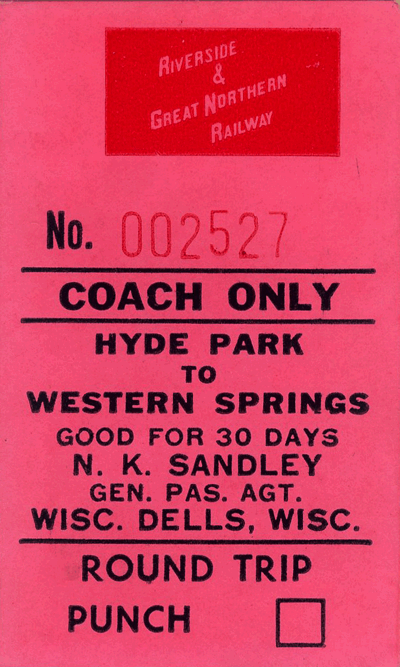 RIVERSIDE
&
GREAT NORTHERN
RAILWAY
No. 002527
COACH ONLY
HYDE PARK
TO
WESTERN SPRINGS
GOOD FOR 30 DAYS
N. K. SANDLEY
GEN. PAS. AGT.
WISC. DELLS, WISC.
ROUND TRIP
PUNCH